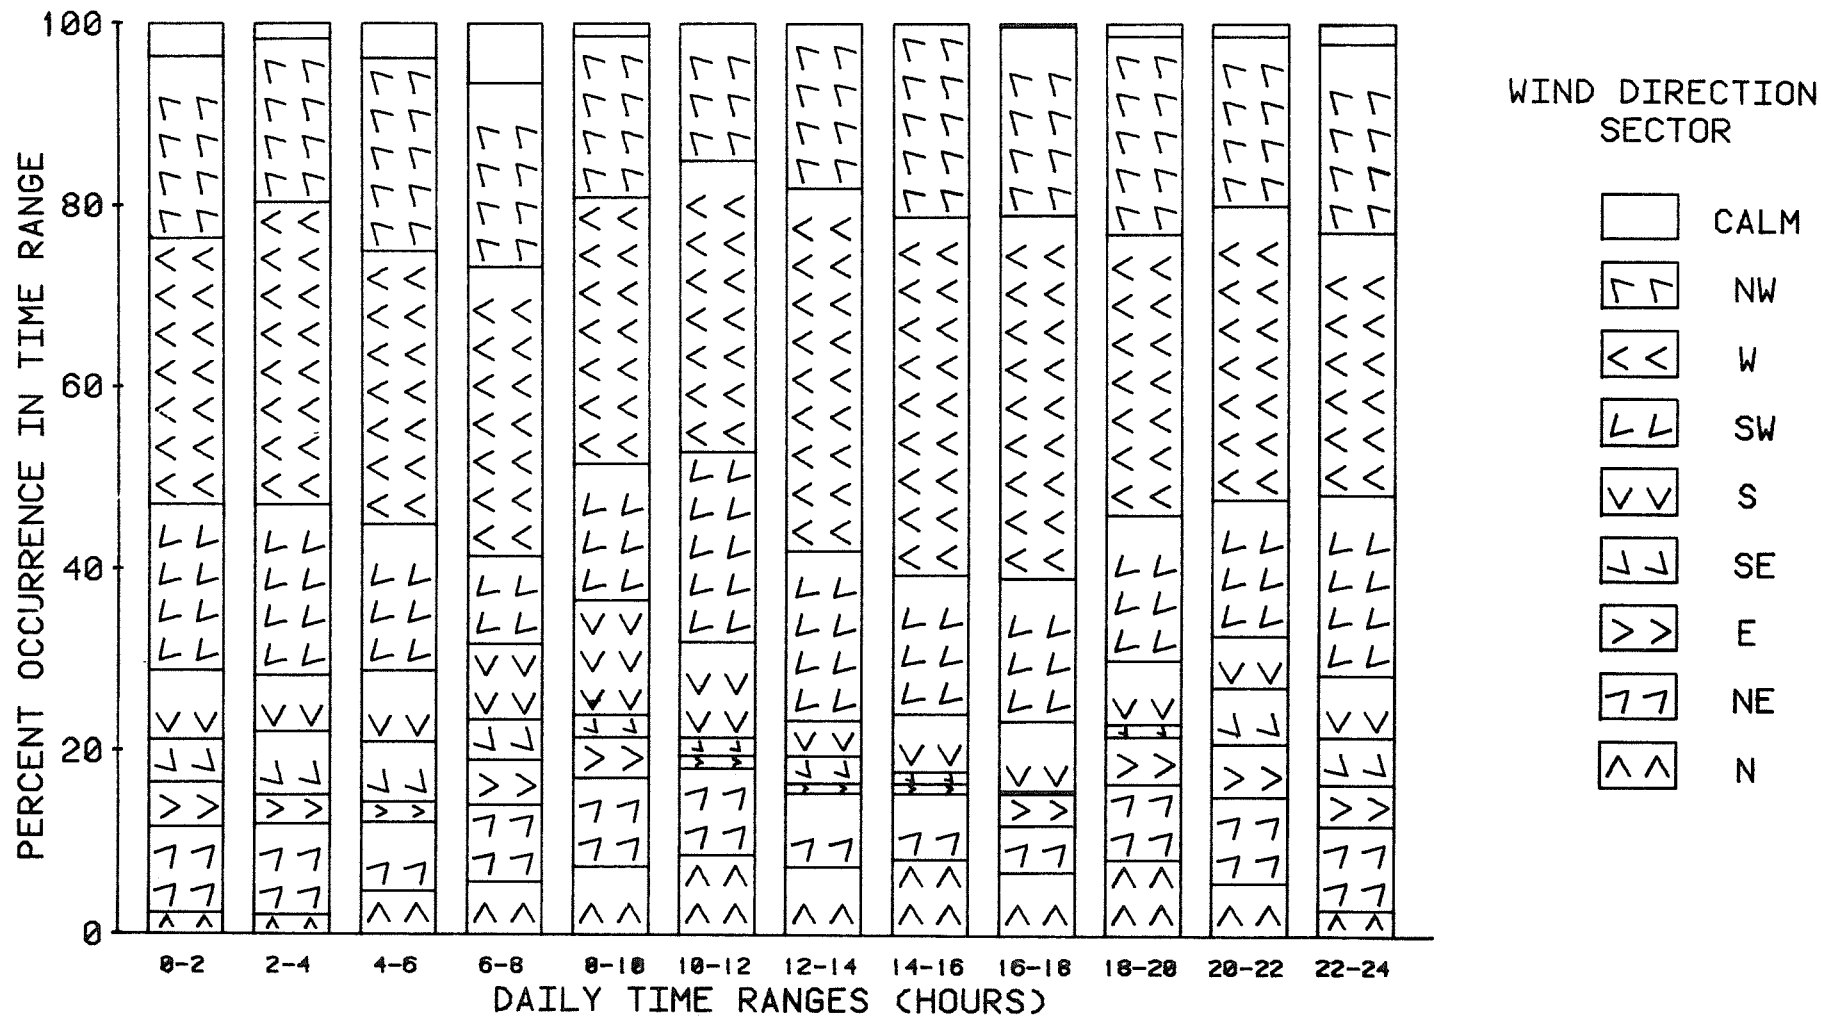 100
80
60
40
20
0
PERCENT OCCURRENCE IN TIME RANGE
0-2 2-4 4-6 6-8 8-10 10-12 12-14 14-16 16-18 18-20 20-22 22-24
DAILY TIME RANGES (HOURS)
WIND DIRECTION
SECTOR
CALM
NW
W
SW
S
SE
E
NE
N